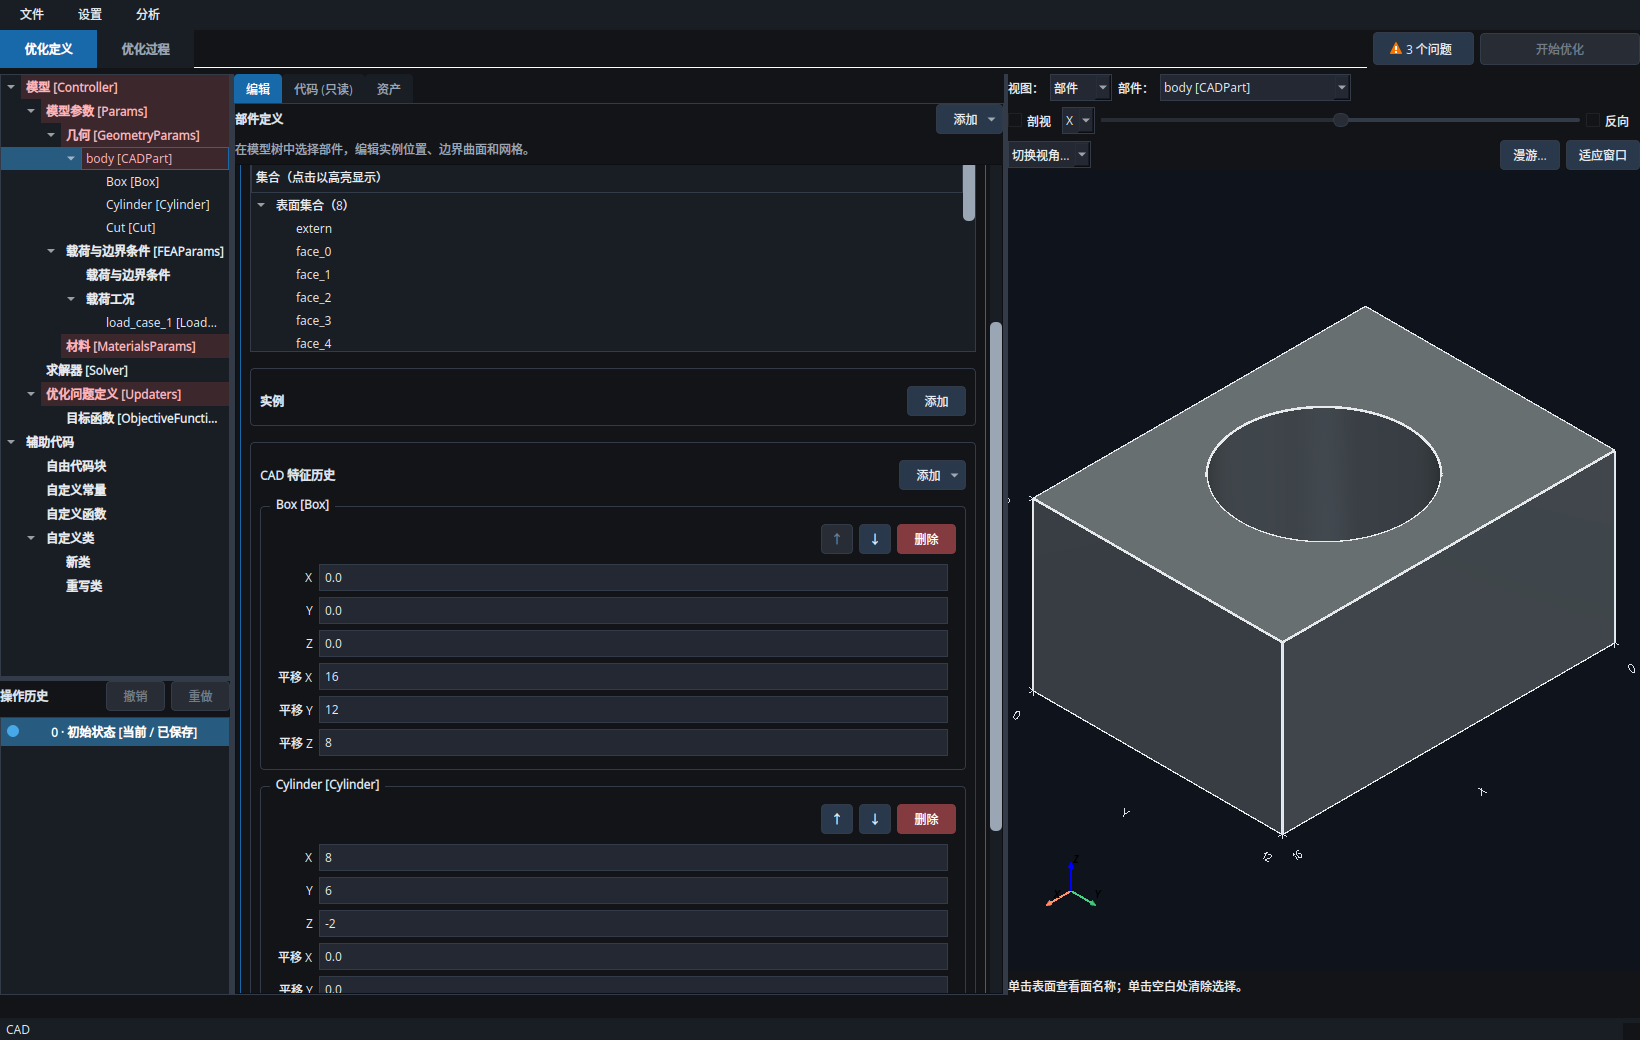 文件 设置 分析
优化定义 优化过程 3 个问题 开始优化
模型 [Controller]
模型参数 [Params]
几何 [GeometryParams]
body [CADPart]
Box [Box]
Cylinder [Cylinder]
Cut [Cut]
载荷与边界条件 [FEAParams]
载荷与边界条件
载荷工况
load_case_1 [Load...
材料 [MaterialsParams]
求解器 [Solver]
优化问题定义 [Updaters]
目标函数 [ObjectiveFuncti...
辅助代码
自由代码块
自定义常量
自定义函数
自定义类
新类
重写类
操作历史 撤销 重做
0 · 初始状态 [当前 / 已保存]
编辑 代码 (只读) 资产
部件定义 添加
在模型树中选择部件，编辑实例位置、边界曲面和网格。
集合（点击以高亮显示）
表面集合（8）
extern
face_0
face_1
face_2
face_3
face_4
实例 添加
CAD 特征历史 添加
Box [Box]
↑ ↓ 删除
X 0.0
Y 0.0
Z 0.0
平移 X 16
平移 Y 12
平移 Z 8
Cylinder [Cylinder]
↑ ↓ 删除
X 8
Y 6
Z -2
平移 X 0.0
平移 Y 0.0
视图： 部件 部件： body [CADPart]
剖视 X 反向
切换视角... 漫游... 适应窗口
0
0
Y
X
12 16
Z
Y
单击表面查看面名称；单击空白处清除选择。
CAD